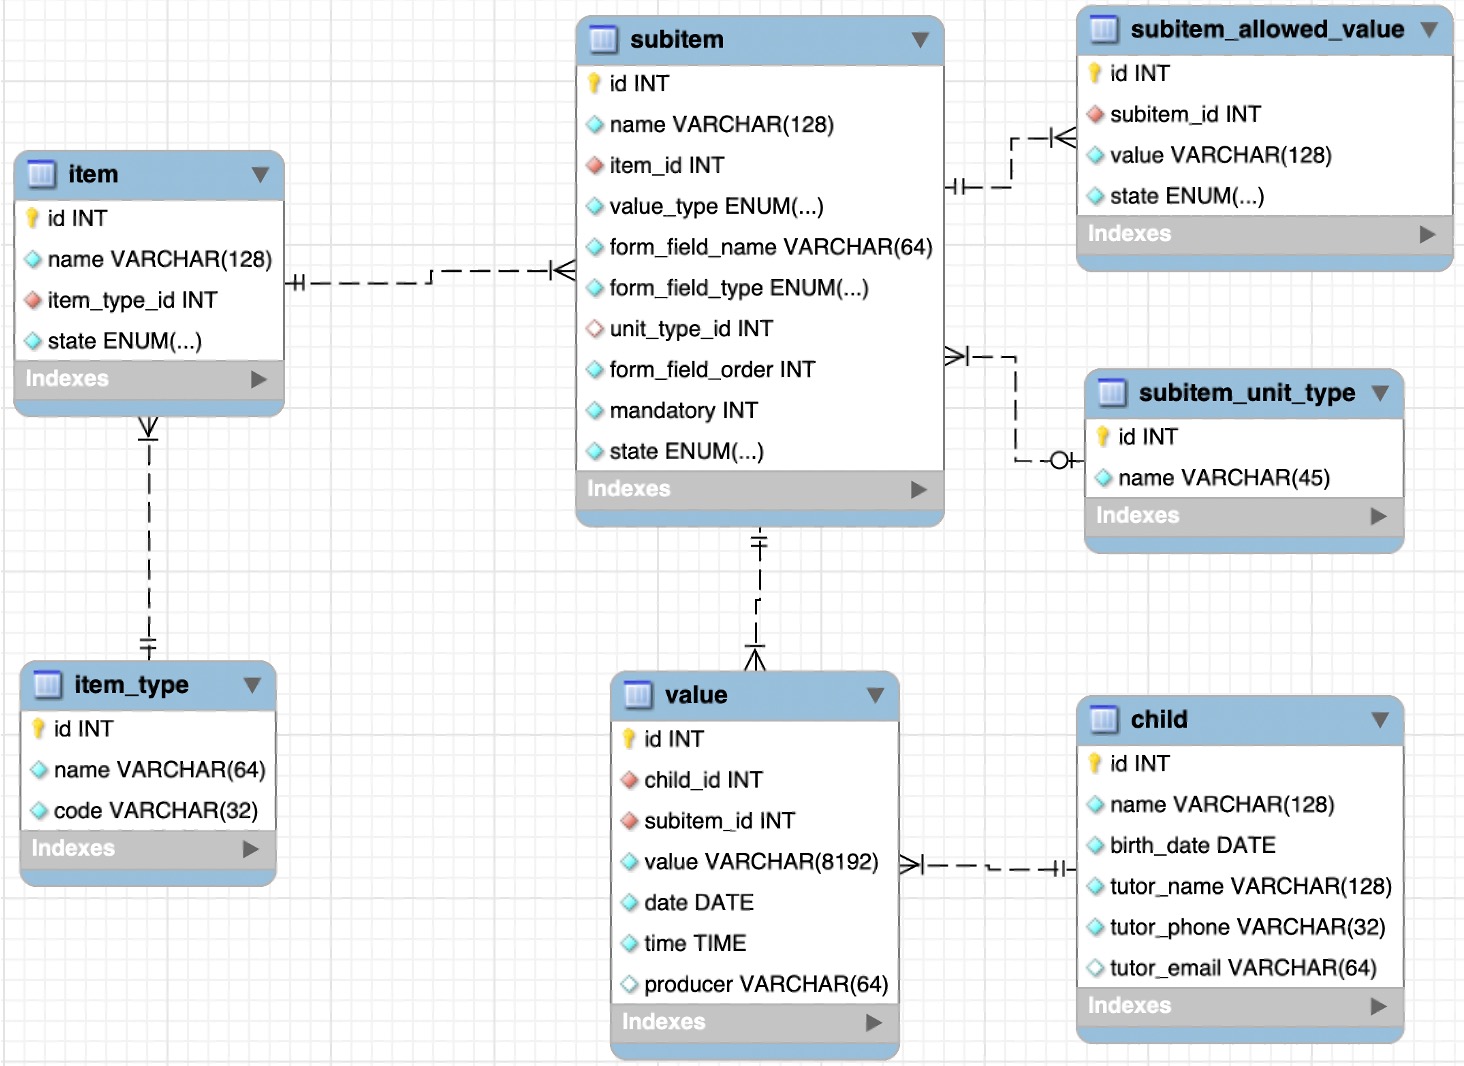 item
id INT
name VARCHAR(128)
item_type_id INT
state ENUM(...)
Indexes
item_type
id INT
name VARCHAR(64)
code VARCHAR(32)
Indexes
subitem
id INT
name VARCHAR(128)
item_id INT
value_type ENUM(...)
form_field_name VARCHAR(64)
form_field_type ENUM(...)
unit_type_id INT
form_field_order INT
mandatory INT
state ENUM(...)
Indexes
value
id INT
child_id INT
subitem_id INT
value VARCHAR(8192)
date DATE
time TIME
producer VARCHAR(64)
Indexes
subitem_allowed_value
id INT
subitem_id INT
value VARCHAR(128)
state ENUM(...)
Indexes
subitem_unit_type
id INT
name VARCHAR(45)
Indexes
child
id INT
name VARCHAR(128)
birth_date DATE
tutor_name VARCHAR(128)
tutor_phone VARCHAR(32)
tutor_email VARCHAR(64)
Indexes